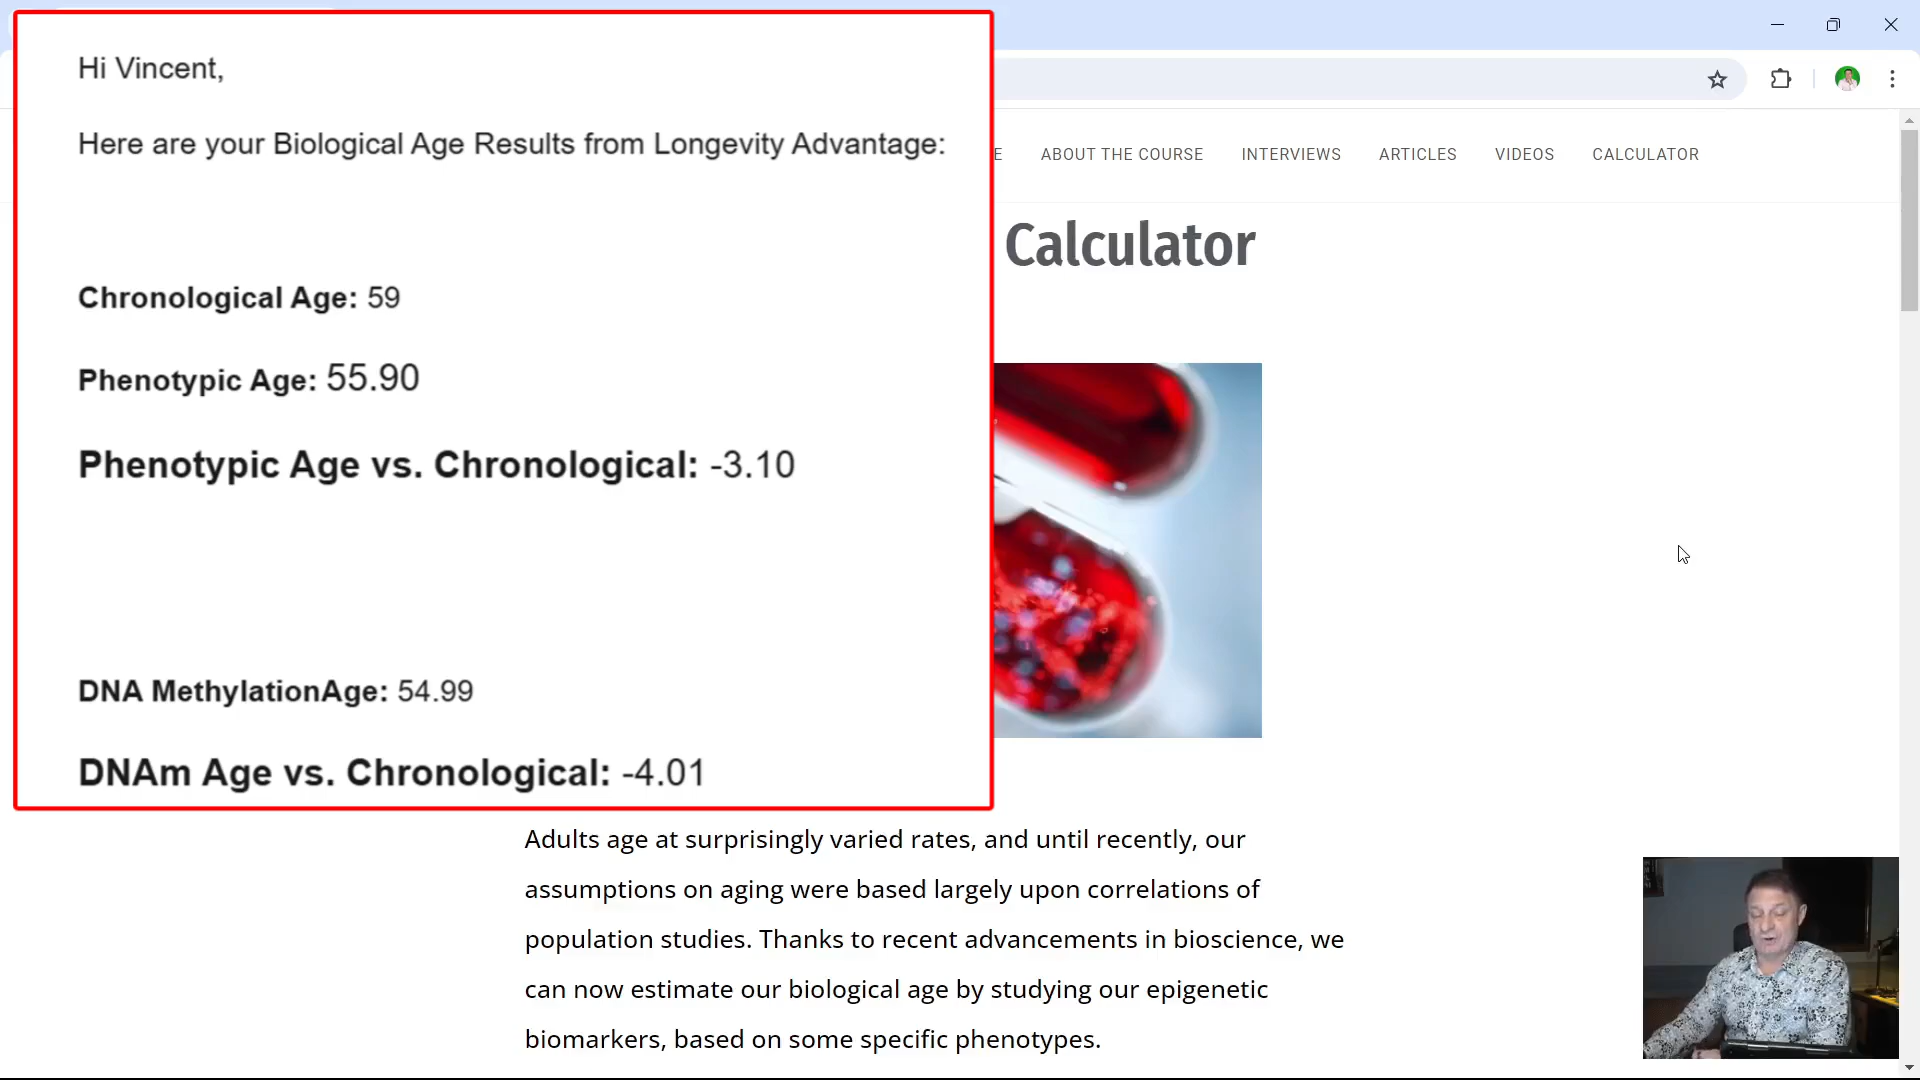 Hi Vincent,
Here are your Biological Age Results from Longevity Advantage:
Chronological Age: 59
Phenotypic Age: 55.90
Phenotypic Age vs. Chronological: -3.10
DNA MethylationAge: 54.99
DNAm Age vs. Chronological: -4.01
E ABOUT THE COURSE INTERVIEWS ARTICLES VIDEOS CALCULATOR
Calculator
Adults age at surprisingly varied rates, and until recently, our
assumptions on aging were based largely upon correlations of
population studies. Thanks to recent advancements in bioscience, we
can now estimate our biological age by studying our epigenetic
biomarkers, based on some specific phenotypes.